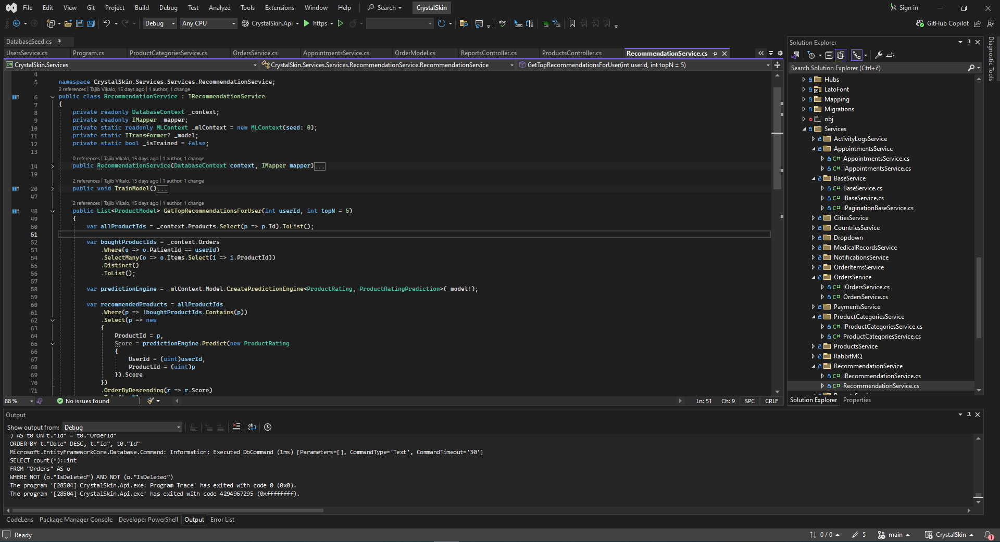 File Edit View Git Project Build Debug Test Analyze Tools Extensions Window Help Search CrystalSkin Sign in
Debug Any CPU CrystalSkin.Api https GitHub Copilot
DatabaseSeed.cs
UsersService.cs Program.cs ProductCategoriesService.cs OrdersService.cs AppointmentsService.cs OrderModel.cs ReportsController.cs ProductsController.cs RecommendationService.cs
C# CrystalSkin.Services CrystalSkin.Services.Services.RecommendationService.RecommendationService GetTopRecommendationsForUser(int userId, int topN = 5)
4
5 namespace CrystalSkin.Services.Services.RecommendationService;
2 references | Tajib Vikalo, 15 days ago | 1 author, 1 change
6 public class RecommendationService : IRecommendationService
7 {
8 private readonly DatabaseContext _context;
9 private readonly IMapper _mapper;
10 private static readonly MLContext _mlContext = new MLContext(seed: 0);
11 private static ITransformer? _model;
12 private static bool _isTrained = false;
13
0 references | Tajib Vikalo, 15 days ago | 1 author, 1 change
14 public RecommendationService(DatabaseContext context, IMapper mapper)...
19
2 references | Tajib Vikalo, 15 days ago | 1 author, 1 change
20 public void TrainModel()...
47
2 references | Tajib Vikalo, 15 days ago | 1 author, 1 change
48 public List<ProductModel> GetTopRecommendationsForUser(int userId, int topN = 5)
49 {
50 var allProductIds = _context.Products.Select(p => p.Id).ToList();
51
52 var boughtProductIds = _context.Orders
53 .Where(o => o.PatientId == userId)
54 .SelectMany(o => o.Items.Select(i => i.ProductId))
55 .Distinct()
56 .ToList();
57
58 var predictionEngine = _mlContext.Model.CreatePredictionEngine<ProductRating, ProductRatingPrediction>(_model!);
59
60 var recommendedProducts = allProductIds
61 .Where(p => !boughtProductIds.Contains(p))
62 .Select(p => new
63 {
64 ProductId = p,
65 Score = predictionEngine.Predict(new ProductRating
66 {
67 UserId = (uint)userId,
68 ProductId = (uint)p
69 }).Score
70 })
71 .OrderByDescending(r => r.Score)
88 % No issues found Ln: 51 Ch: 9 SPC CRLF
Solution Explorer
Search Solution Explorer (Ctrl+č)
Hubs
LatoFont
Mapping
Migrations
obj
Services
ActivityLogsService
AppointmentsService
C# AppointmentsService.cs
C# IAppointmentsService.cs
BaseService
C# BaseService.cs
C# IBaseService.cs
C# IPaginationBaseService.cs
CitiesService
CountriesService
Dropdown
MedicalRecordsService
NotificationsService
OrderItemsService
OrdersService
C# IOrdersService.cs
C# OrdersService.cs
PaymentsService
ProductCategoriesService
C# IProductCategoriesService.cs
C# ProductCategoriesService.cs
ProductsService
RabbitMQ
RecommendationService
C# IRecommendationService.cs
C# RecommendationService.cs
Solution Explorer Properties
Diagnostic Tools
Output
Show output from: Debug
) AS t0 ON t."Id" = t0."OrderId"
ORDER BY t."Date" DESC, t."Id", t0."Id"
Microsoft.EntityFrameworkCore.Database.Command: Information: Executed DbCommand (1ms) [Parameters=[], CommandType='Text', CommandTimeout='30']
SELECT count(*)::int
FROM "Orders" AS o
WHERE NOT (o."IsDeleted") AND NOT (o."IsDeleted")
The program '[28504] CrystalSkin.Api.exe: Program Trace' has exited with code 0 (0x0).
The program '[28504] CrystalSkin.Api.exe' has exited with code 4294967295 (0xffffffff).
CodeLens Package Manager Console Developer PowerShell Output Error List
Ready 0 / 0 5 main CrystalSkin 1